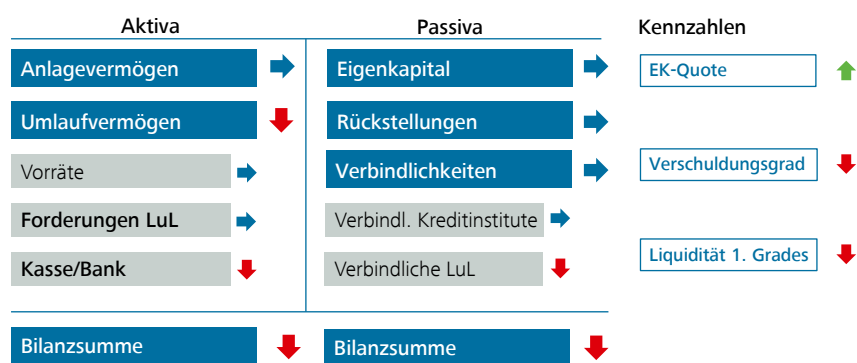 Aktiva
Passiva
Kennzahlen
Anlagevermögen
Eigenkapital
EK-Quote
Umlaufvermögen
Rückstellungen
Vorräte
Verbindlichkeiten
Verschuldungsgrad
Forderungen LuL
Verbindl. Kreditinstitute
Kasse/Bank
Verbindliche LuL
Liquidität 1. Grades
Bilanzsumme
Bilanzsumme